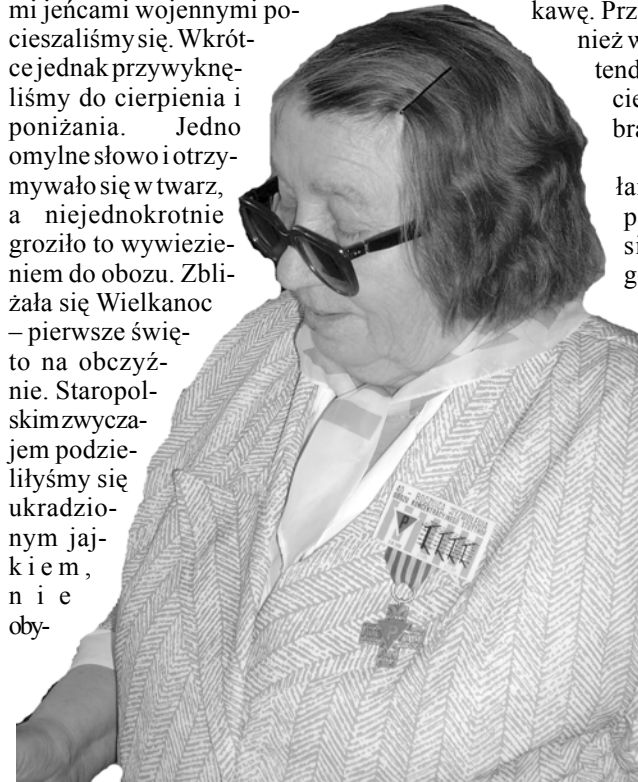 mi jeńcami wojennymi po-
cieszaliśmy się. Wkrót-
ce jednak przywyknę-
liśmy do cierpienia i
poniżania. Jedno
omylne słowo i otrzy-
mywało się w twarz,
a niejednokrotnie
groziło to wywiezie-
niem do obozu. Zbli-
żała się Wielkanoc
– pierwsze świę-
to na obczyź-
nie. Staropol-
skim zwycza-
jem podzie-
liłyśmy się
ukradzio-
nym jaj-
kiem,
nie
oby-
kawę. Prz
nież w
tend
cie
bra
łar
p
si
g